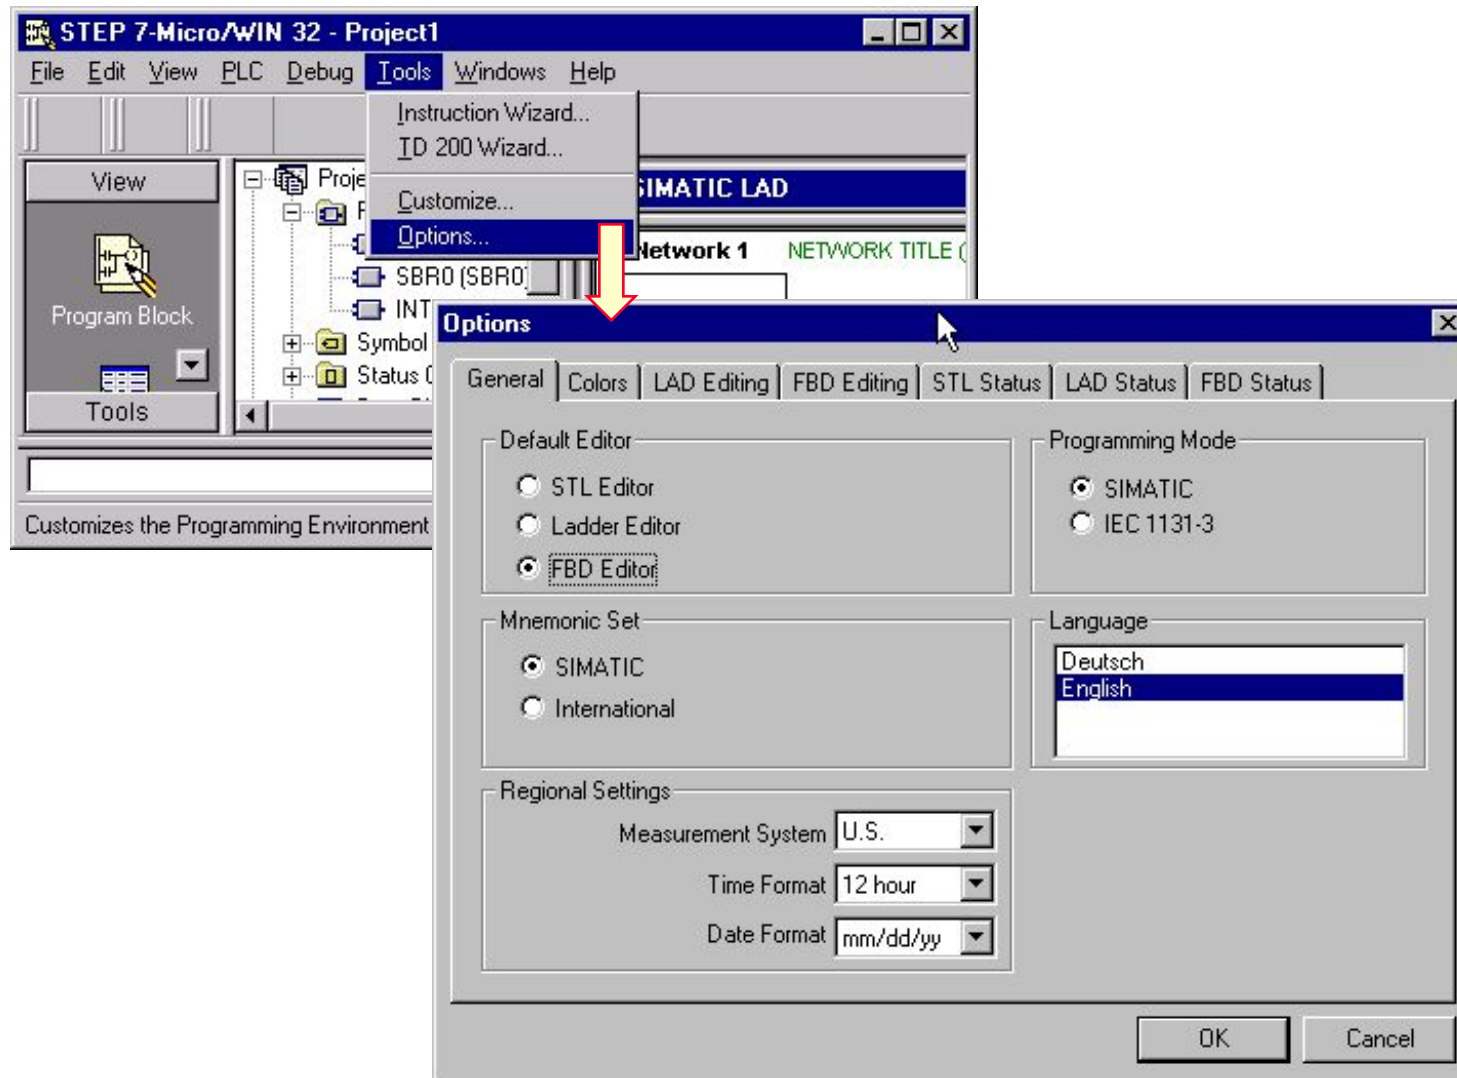 STEP 7-Micro/WIN 32 - Project1
File Edit View PLC Debug Tools Windows Help
Instruction Wizard...
TD 200 Wizard...
Customize...
Options...
View
Program Block
Tools
SBR0 (SBR0)
INT
Symbol
Status
SIMATIC LAD
Network 1 NETWORK TITLE (
Customizes the Programming Environment
Options
General Colors LAD Editing FBD Editing STL Status LAD Status FBD Status
Default Editor
STL Editor
Ladder Editor
FBD Editor
Programming Mode
SIMATIC
IEC 1131-3
Mnemonic Set
SIMATIC
International
Language
Deutsch
English
Regional Settings
Measurement System U.S.
Time Format 12 hour
Date Format mm/dd/yy
OK Cancel